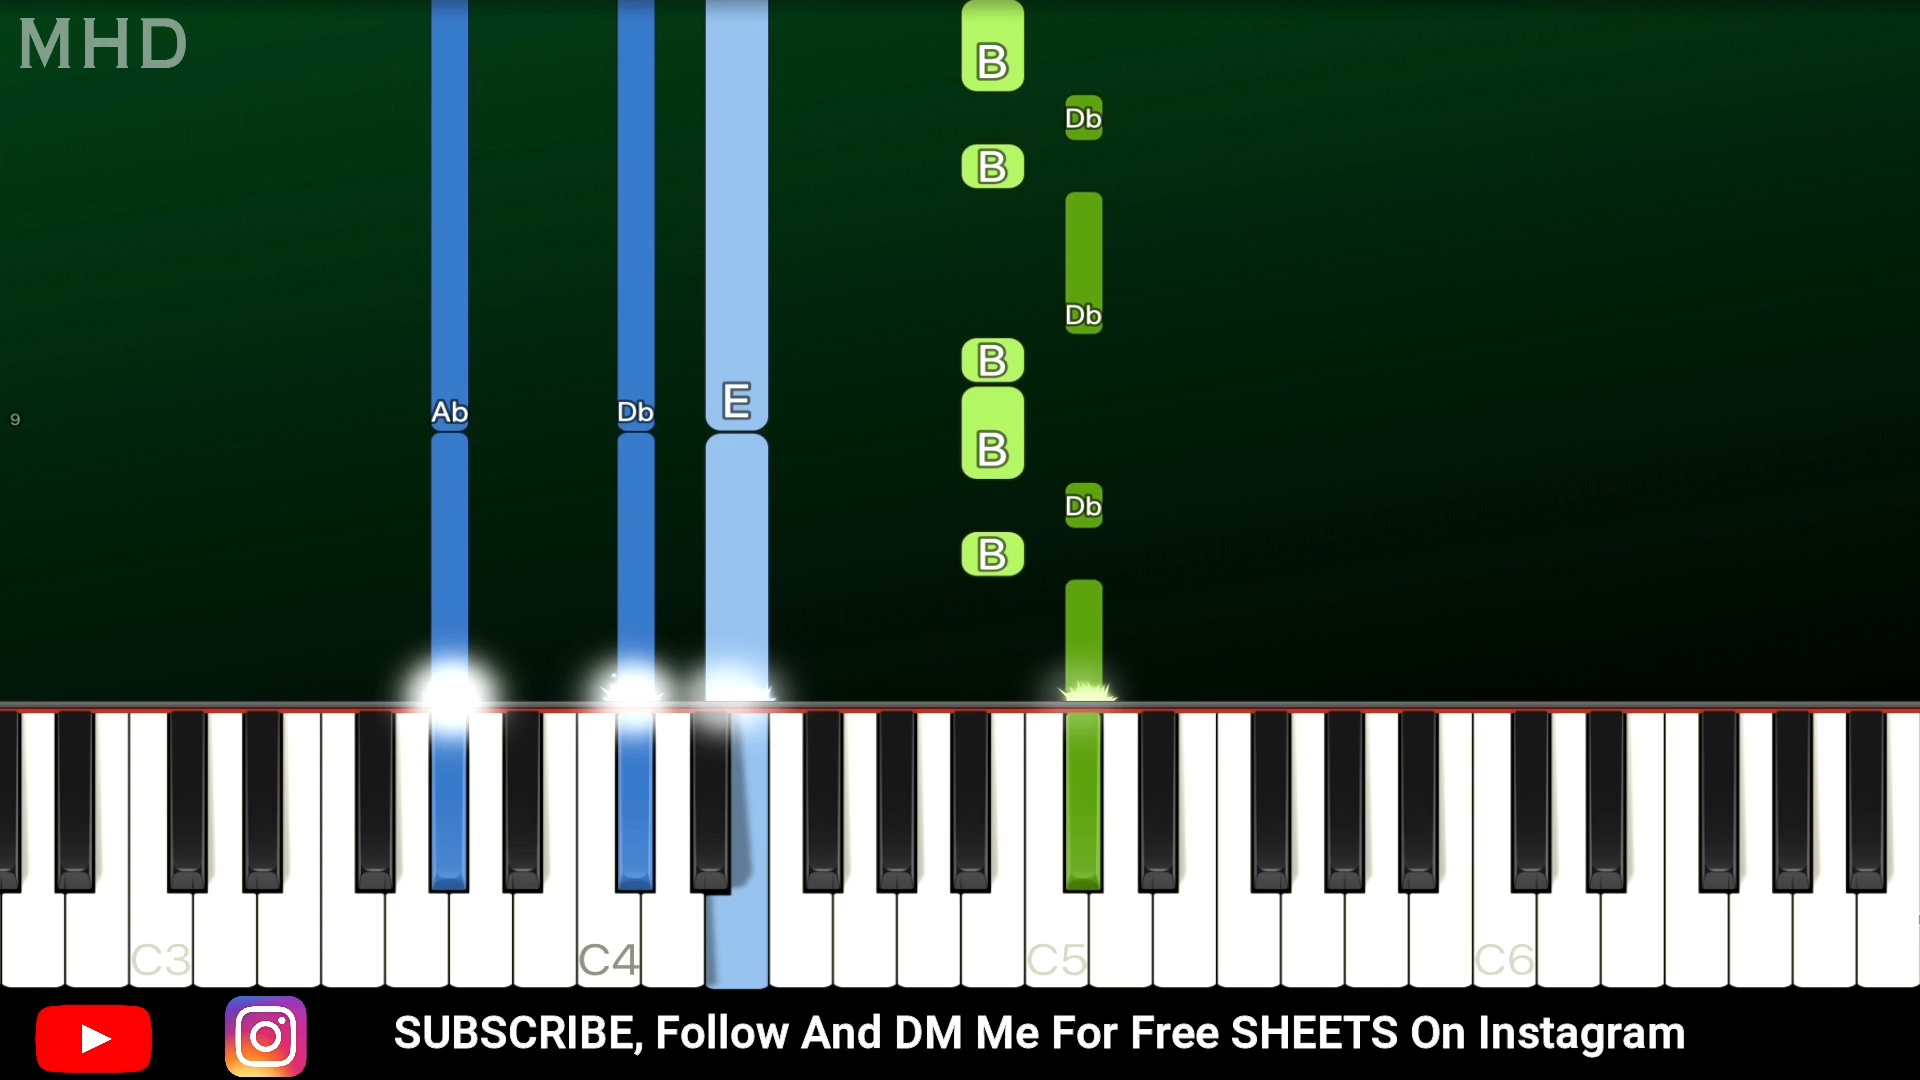 MHD
B
Db
B
Db
B
Ab Db E
9
B
Db
B
C3 C4 C5 C6
SUBSCRIBE, Follow And DM Me For Free SHEETS On Instagram